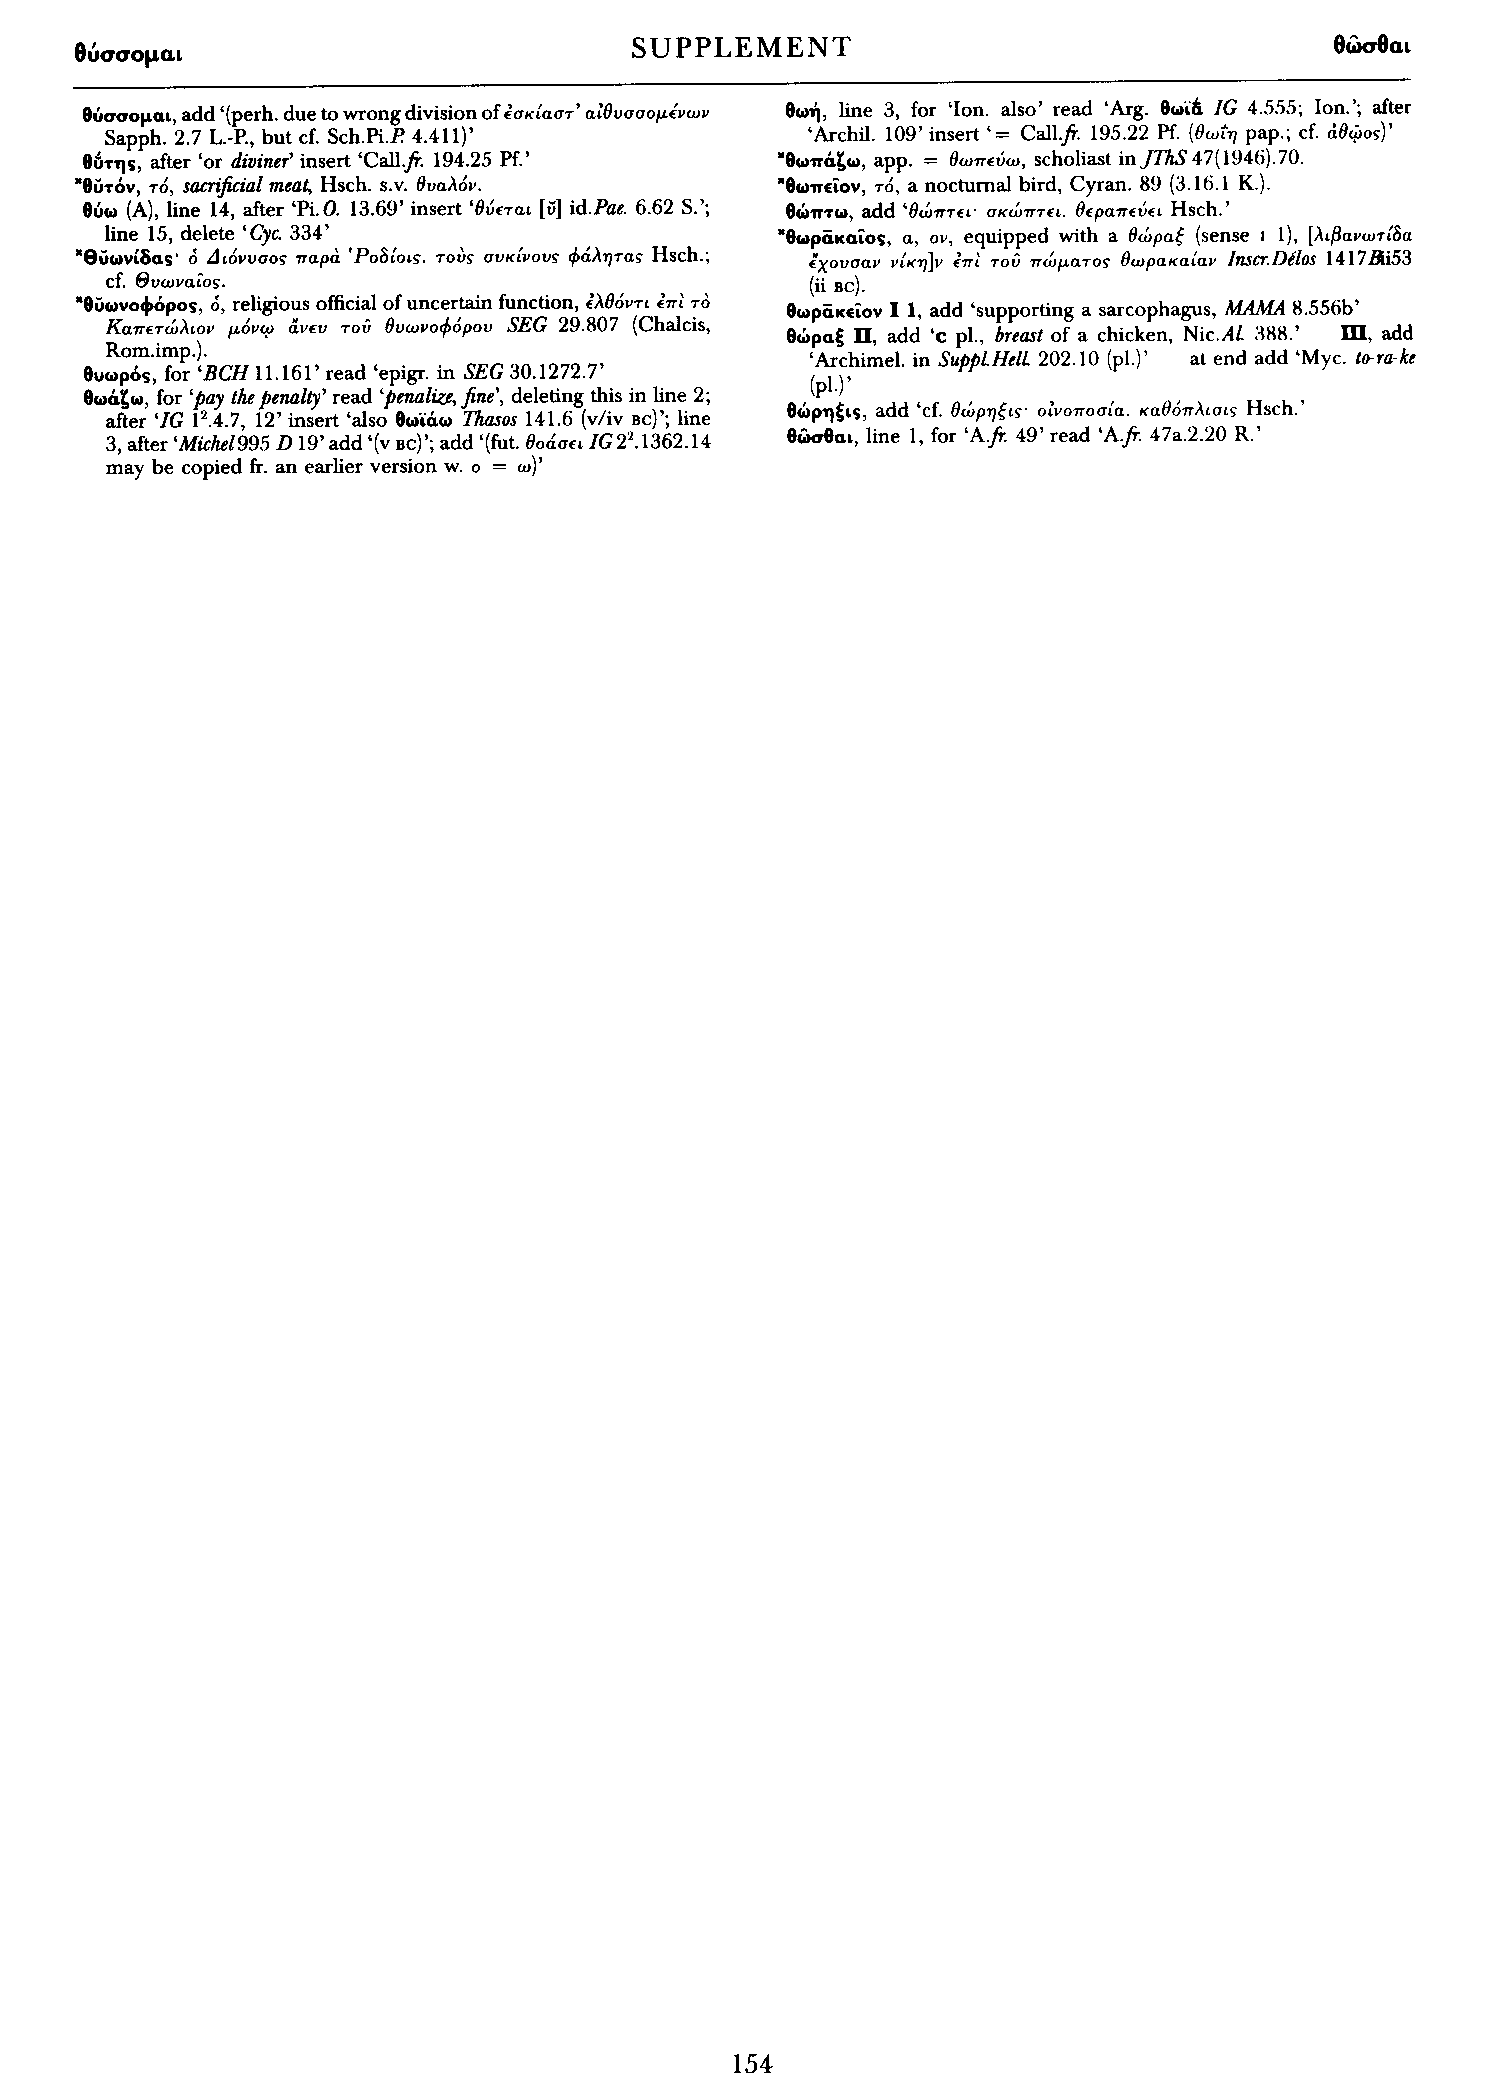 θύσσομαι
SUPPLEMENT
θῶσθαι
θύσσομαι, add ‘(perh. due to wrong division of ἐσκίαστ’ αἰθυσσομένων
Sapph. 2.7 L.-P., but cf. Sch.Pi.P. 4.411)’
θύτης, after ‘or diviner’ insert ‘Call.fr. 194.25 Pf.’
*θῠτόν, τό, sacrificial meat, Hsch. s.v. θυαλόν.
θύω (A), line 14, after ‘Pi.O. 13.69’ insert ‘θύεται [ῠ] id.Pae. 6.62 S.’;
line 15, delete ‘Cyc. 334’
*Θῠωνίδας· ὁ Διόνυσος παρὰ Ῥοδίοις. τοὺς συκίνους φάλητας Hsch.;
cf. Θυωναῖος.
*θῠωνοφόρος, ὁ, religious official of uncertain function, ἐλθόντι ἐπὶ τὸ
Καπετώλιον μόνῳ ἄνευ τοῦ θυωνοφόρου SEG 29.807 (Chalcis,
Rom.imp.).
θυωρός, for ‘BCH 11.161’ read ‘epigr. in SEG 30.1272.7’
θωάζω, for ‘pay the penalty’ read ‘penalize, fine’, deleting this in line 2;
after ‘IG 1².4.7, 12’ insert ‘also θωϊάω Thasos 141.6 (v/iv BC)’; line
3, after ‘Michel 995 D 19’ add ‘(v BC)’; add ‘(fut. θοάσει IG 2².1362.14
may be copied fr. an earlier version w. ο = ω)’
θωή, line 3, for ‘Ion. also’ read ‘Arg. θωϊά IG 4.555; Ion.’; after
‘Archil. 109’ insert ‘= Call.fr. 195.22 Pf. (θωΐη pap.; cf. ἀθῷος)’
*θωπάζω, app. = θωπεύω, scholiast in JThS 47(1946).70.
*θωπεῖον, τό, a nocturnal bird, Cyran. 89 (3.16.1 K.).
θώπτω, add ‘θώπτει· σκώπτει. θεραπεύει Hsch.’
*θωρᾱκαῖος, α, ον, equipped with a θώραξ (sense I 1), [λιβανωτίδα
ἔχουσαν νίκη]ν ἐπὶ τοῦ πώματος θωρακαίαν Inscr.Délos 1417Bii53
(ii BC).
θωρᾱκεῖον I 1, add ‘supporting a sarcophagus, MAMA 8.556b’
θώραξ II, add ‘c pl., breast of a chicken, Nic.Al. 388.’ III, add
‘Archimel. in Suppl.Hell. 202.10 (pl.)’ at end add ‘Myc. to-ra-ke
(pl.)’
θώρηξις, add ‘cf. θώρηξις· οἰνοποσία. καθόπλισις Hsch.’
θῶσθαι, line 1, for ‘A.fr. 49’ read ‘A.fr. 47a.2.20 R.’
154